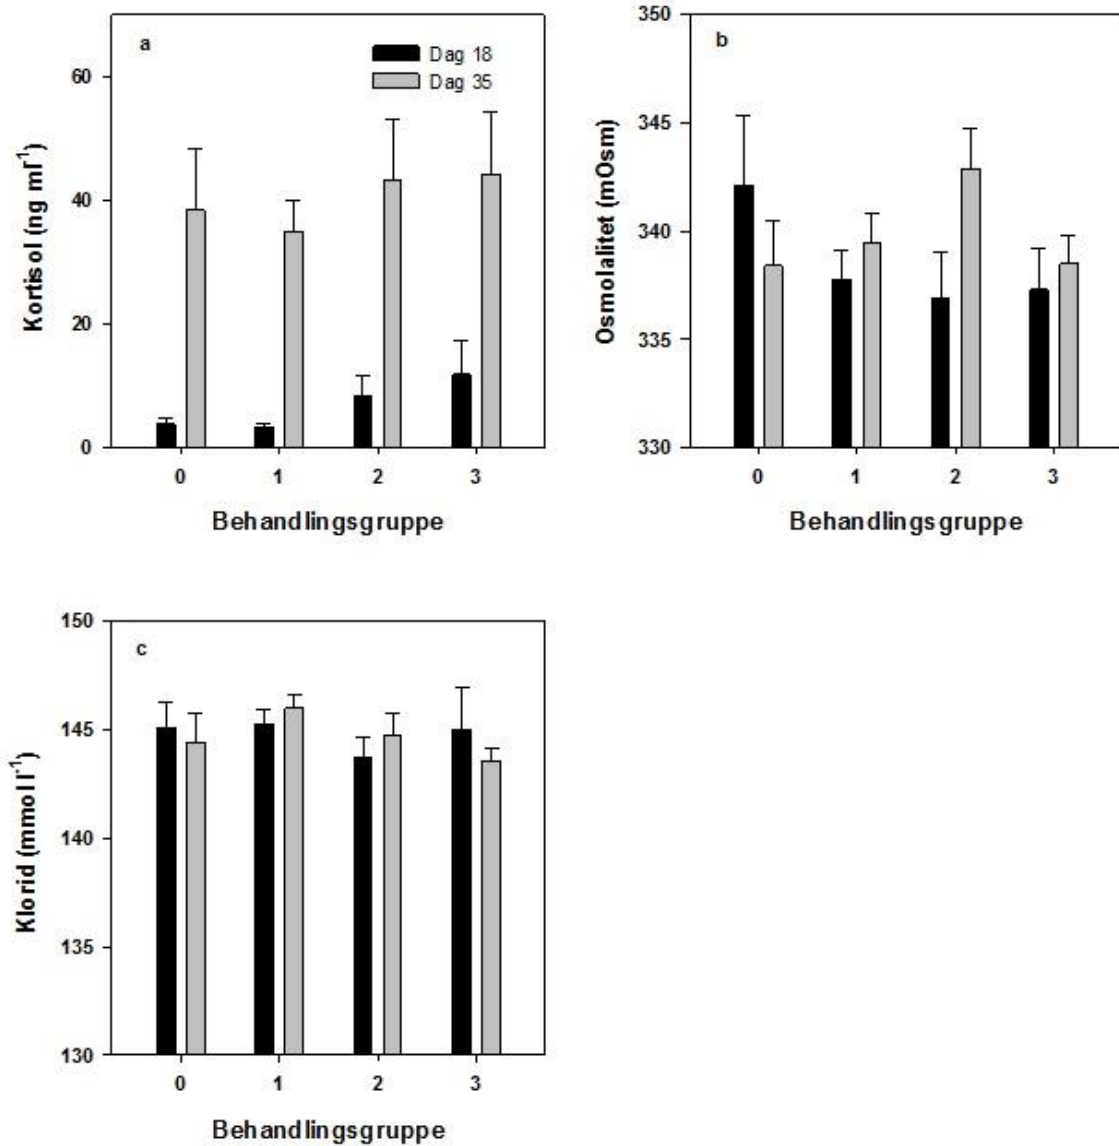 a
Dag 18
Dag 35
60
40
20
0
Kortisol (ng ml⁻¹)
0 1 2 3
Behandlingsgruppe
b
350
345
340
335
330
Osmolalitet (mOsm)
0 1 2 3
Behandlingsgruppe
c
150
145
140
135
130
Klorid (mmol l⁻¹)
0 1 2 3
Behandlingsgruppe